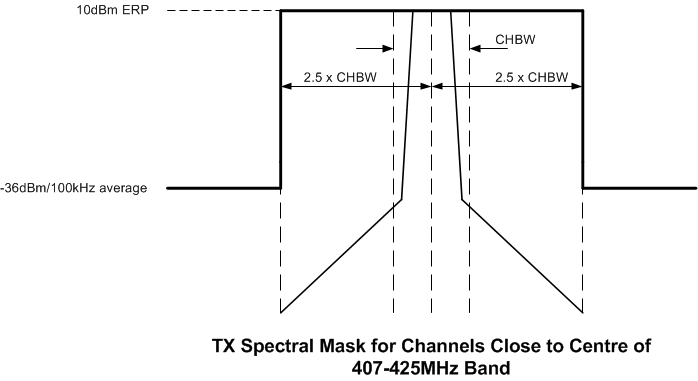 10dBm ERP
CHBW
2.5 x CHBW
2.5 x CHBW
-36dBm/100kHz average
TX Spectral Mask for Channels Close to Centre of
407-425MHz Band